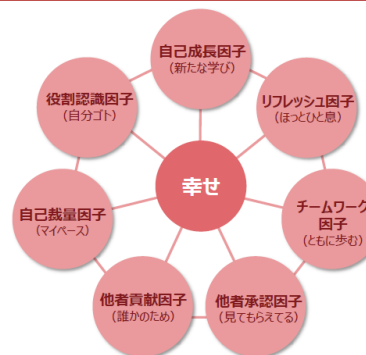 自己成長因子
(新たな学び)
リフレッシュ因子
(ほっとひと息)
チームワーク
因子
(ともに歩む)
他者承認因子
(見てもらえてる)
他者貢献因子
(誰かのため)
自己裁量因子
(マイペース)
役割認識因子
(自分ゴト)
幸せ